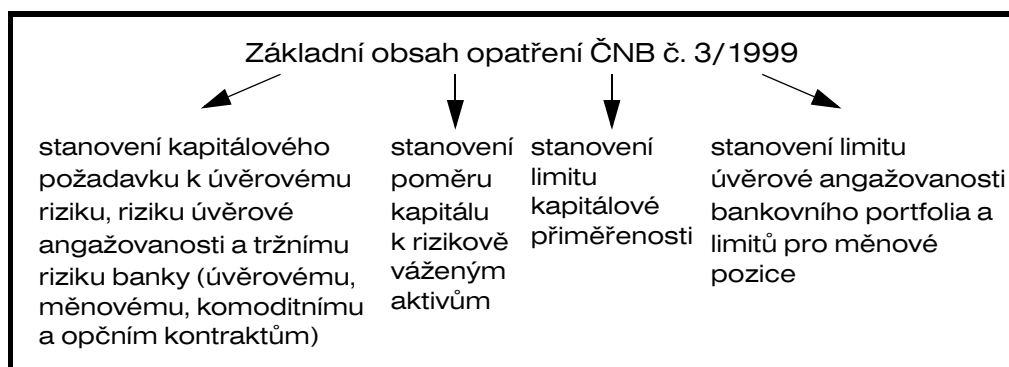 Základní obsah opatření ČNB č. 3/1999
stanovení kapitálového
požadavku k úvěrovému
riziku, riziku úvěrové
angažovanosti a tržnímu
riziku banky (úvěrovému,
měnovému, komoditnímu
a opčním kontraktům)
stanovení
poměru
kapitálu
k rizikově
váženým
aktivům
stanovení
limitu
kapitálové
přiměřenosti
stanovení limitu
úvěrové angažovanosti
bankovního portfolia a
limitů pro měnové
pozice